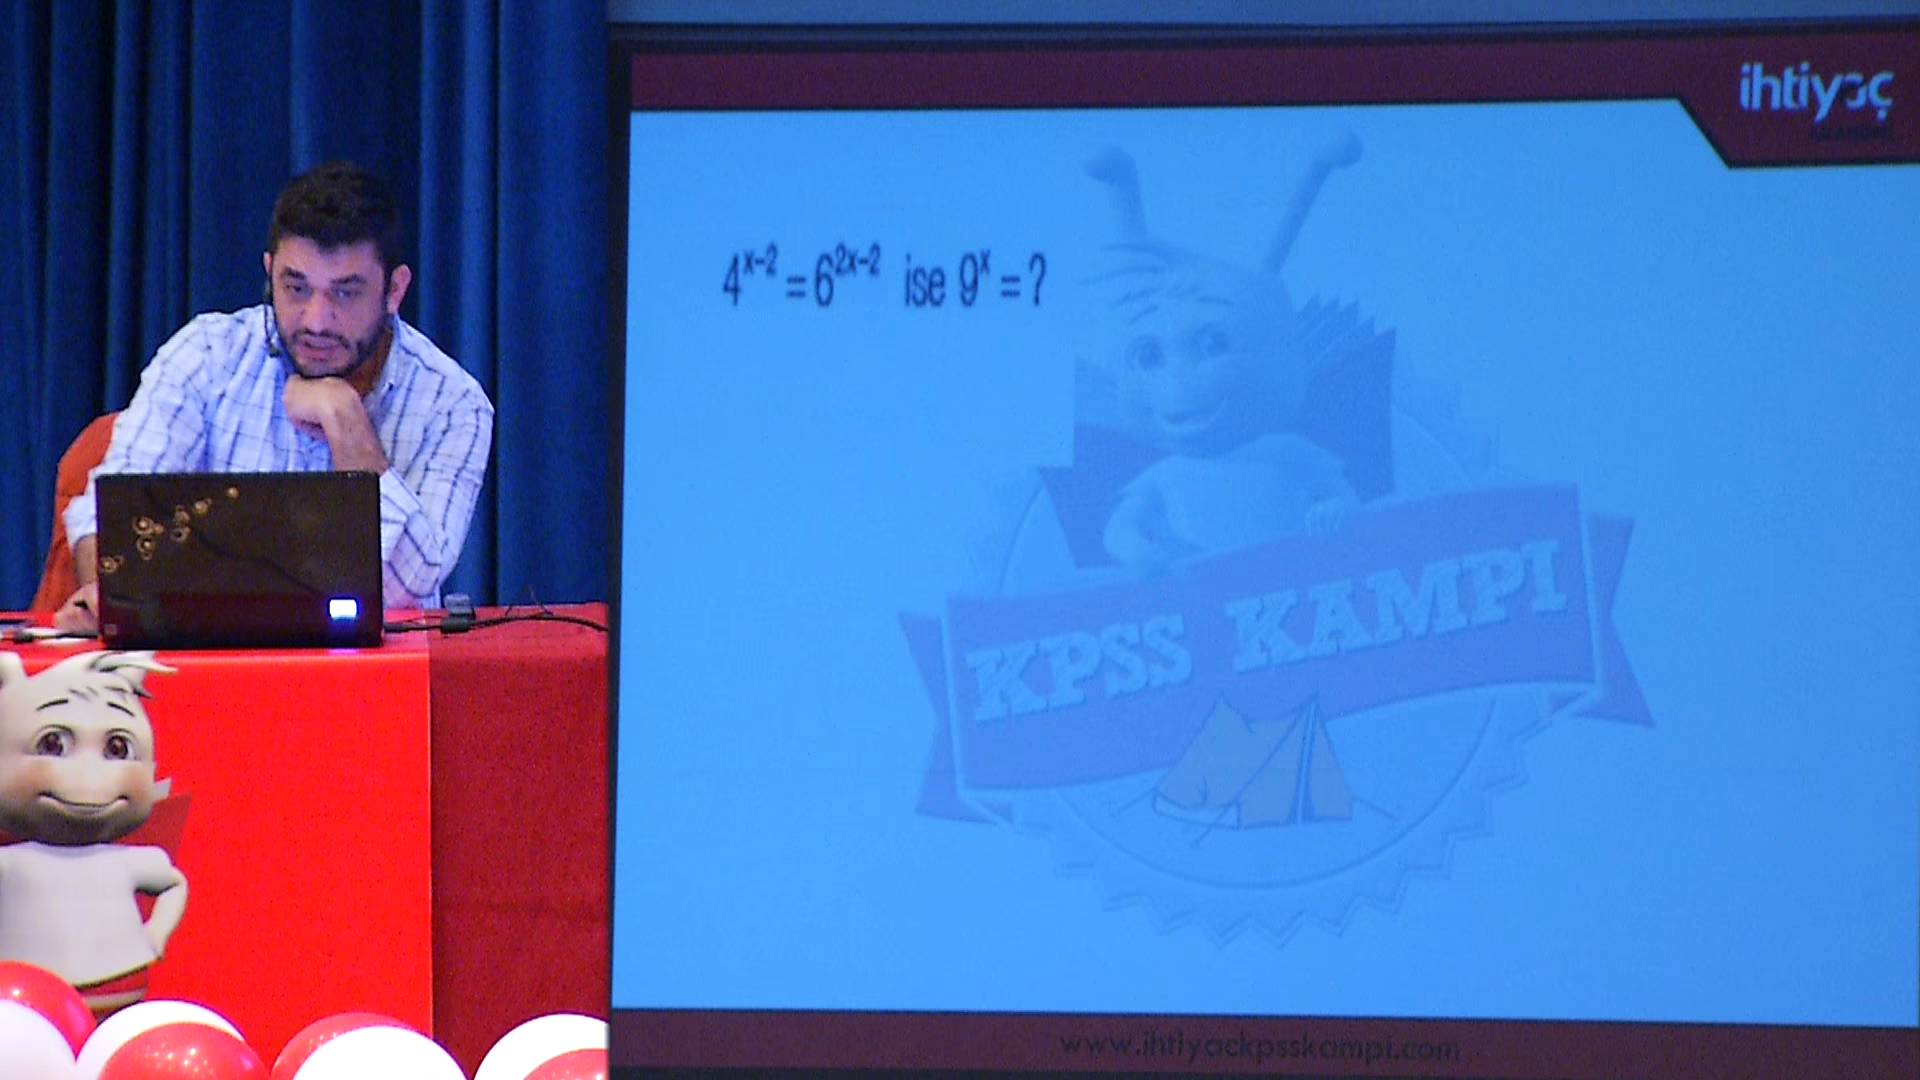 ihtiyaç
4^{x-2} = 6^{2x-2} ise 9^x = ?
KPSS KAMPI
www.ihtiyackpsskampi.com